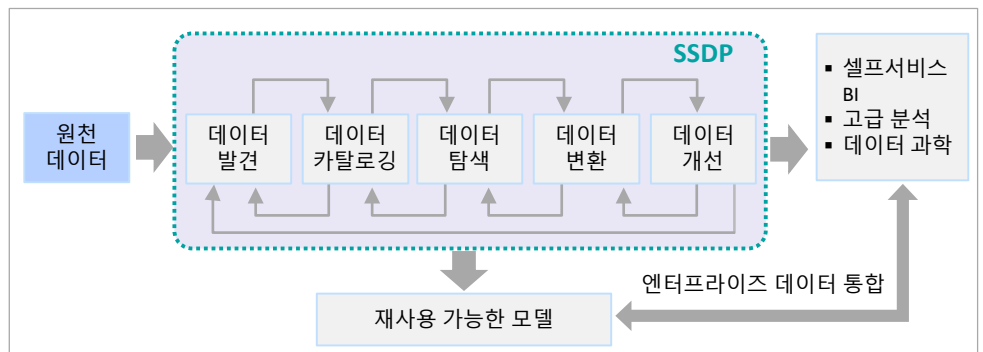 SSDP
원천
데이터
데이터
발견
데이터
카탈로깅
데이터
탐색
데이터
변환
데이터
개선
▪ 셀프서비스
BI
▪ 고급 분석
▪ 데이터 과학
엔터프라이즈 데이터 통합
재사용 가능한 모델